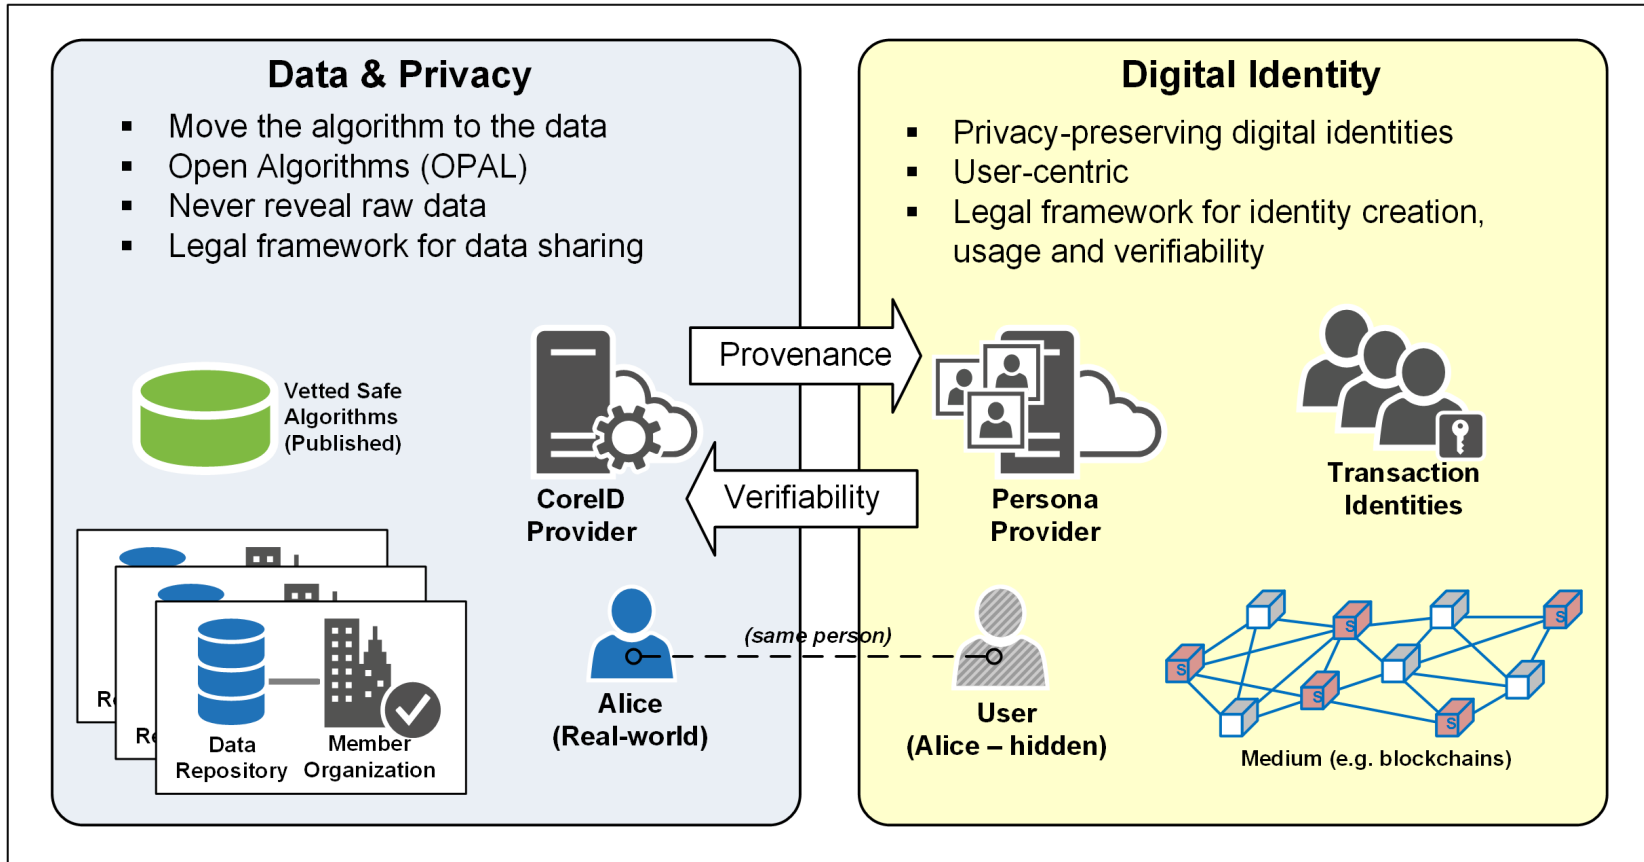 Data & Privacy
Move the algorithm to the data
Open Algorithms (OPAL)
Never reveal raw data
Legal framework for data sharing
Vetted Safe
Algorithms
(Published)
CoreID
Provider
Re
Re
Data
Repository
Member
Organization
Alice
(Real-world)
Provenance
Verifiability
(same person)
Digital Identity
Privacy-preserving digital identities
User-centric
Legal framework for identity creation,
usage and verifiability
Persona
Provider
Transaction
Identities
User
(Alice – hidden)
S
S
S
S
S
Medium (e.g. blockchains)